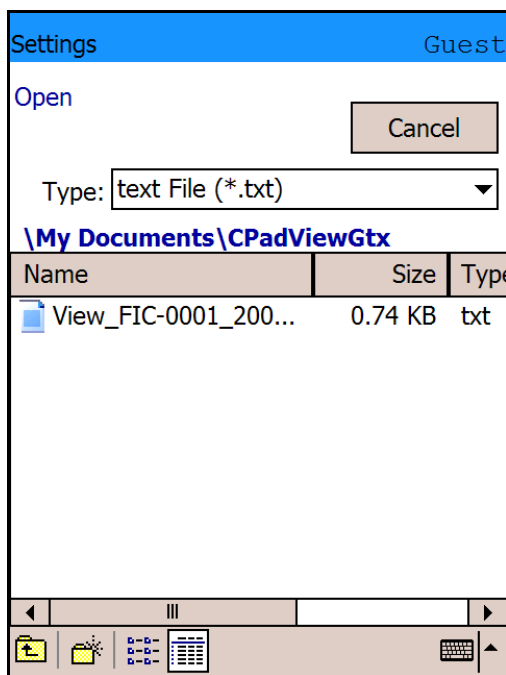 Settings Guest
Open
Cancel
Type: text File (*.txt)
\My Documents\CPadViewGtx
Name Size Type
View_FIC-0001_200... 0.74 KB txt